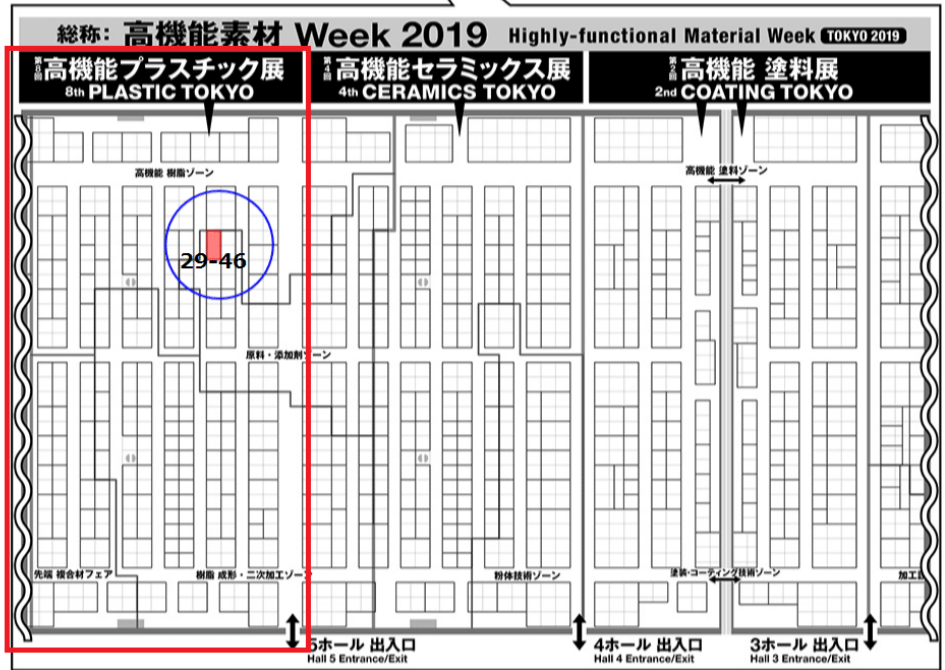 総称: 高機能素材 Week 2019 Highly-functional Material Week TOKYO 2019
第8回 高機能プラスチック展
8th PLASTIC TOKYO
第4回 高機能セラミックス展
4th CERAMICS TOKYO
第2回 高機能 塗料展
2nd COATING TOKYO
高機能 樹脂ゾーン
高機能 塗料ゾーン
29-46
原料・添加剤ゾーン
先端 複合材フェア
樹脂 成形・二次加工ゾーン
粉体技術ゾーン
塗装・コーティング技術ゾーン
加工
5ホール 出入口
Hall 5 Entrance/Exit
4ホール 出入口
Hall 4 Entrance/Exit
3ホール 出入口
Hall 3 Entrance/Exit